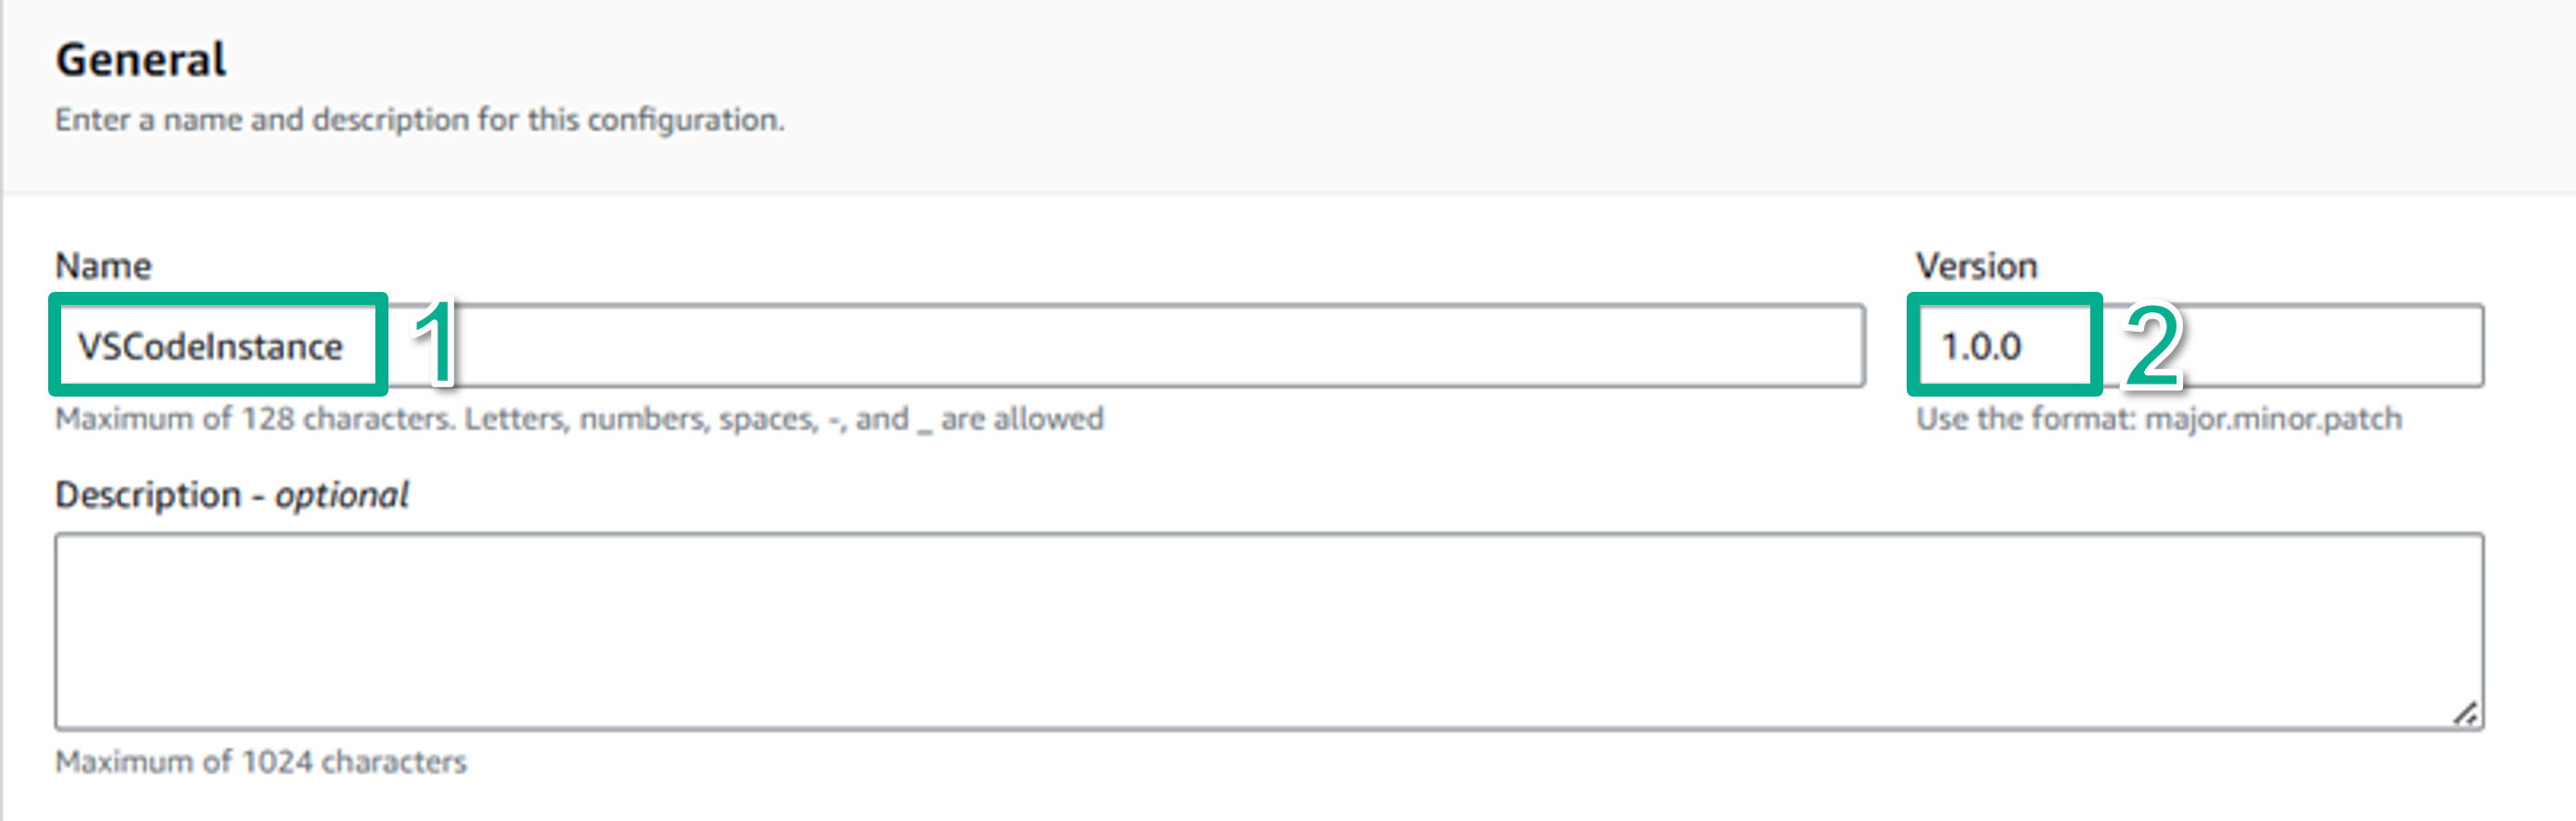 General
Enter a name and description for this configuration.
Name
Version
VSCodeInstance 1
1.0.0 2
Maximum of 128 characters. Letters, numbers, spaces, -, and _ are allowed
Use the format: major.minor.patch
Description - optional
Maximum of 1024 characters